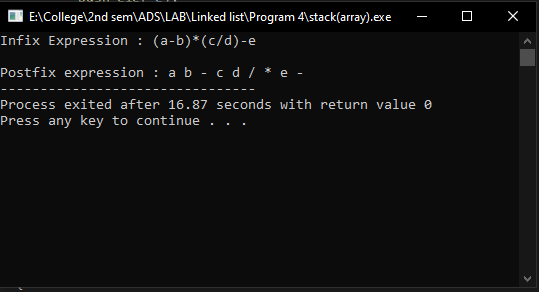 E:\College\2nd sem\ADS\LAB\Linked list\Program 4\stack(array).exe
Infix Expression : (a-b)*(c/d)-e
Postfix expression : a b - c d / * e -
--------------------------------
Process exited after 16.87 seconds with return value 0
Press any key to continue . . .